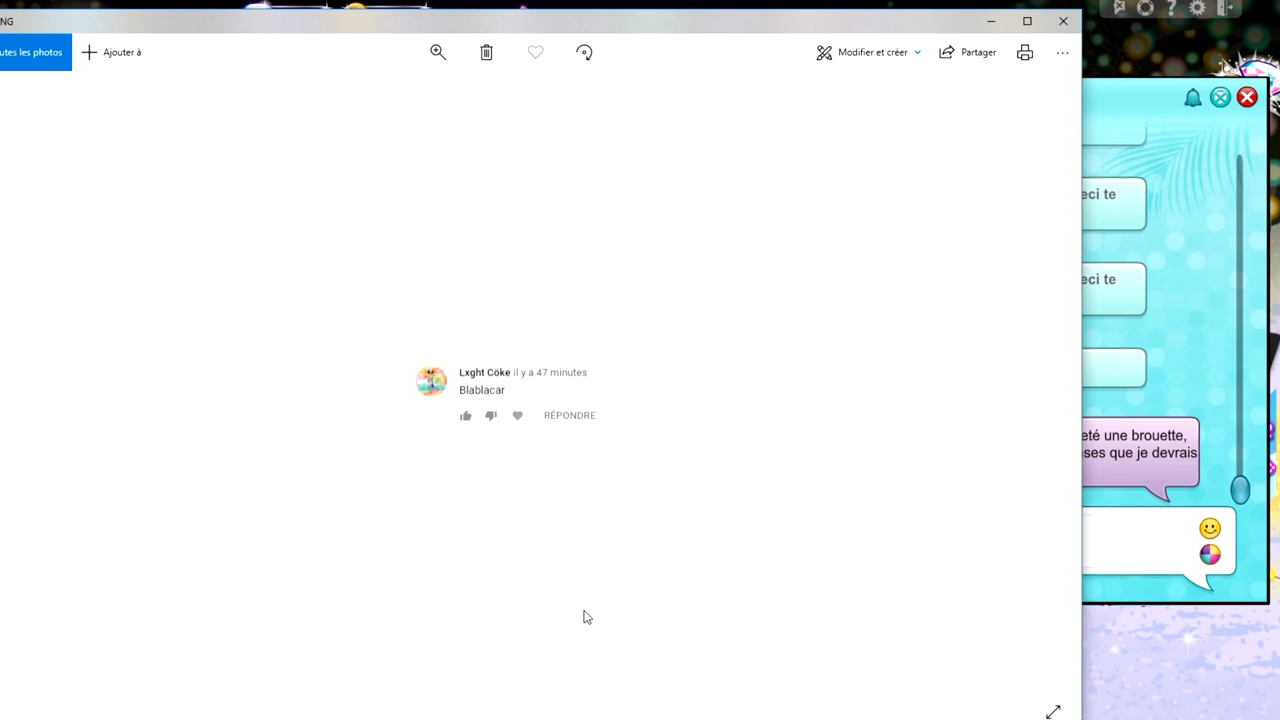 NG
utes les photos
Ajouter à
Modifier et créer
Partager
eci te
eci te
Lxght Cöke il y a 47 minutes
Blablacar
RÉPONDRE
eté une brouette,
ses que je devrais